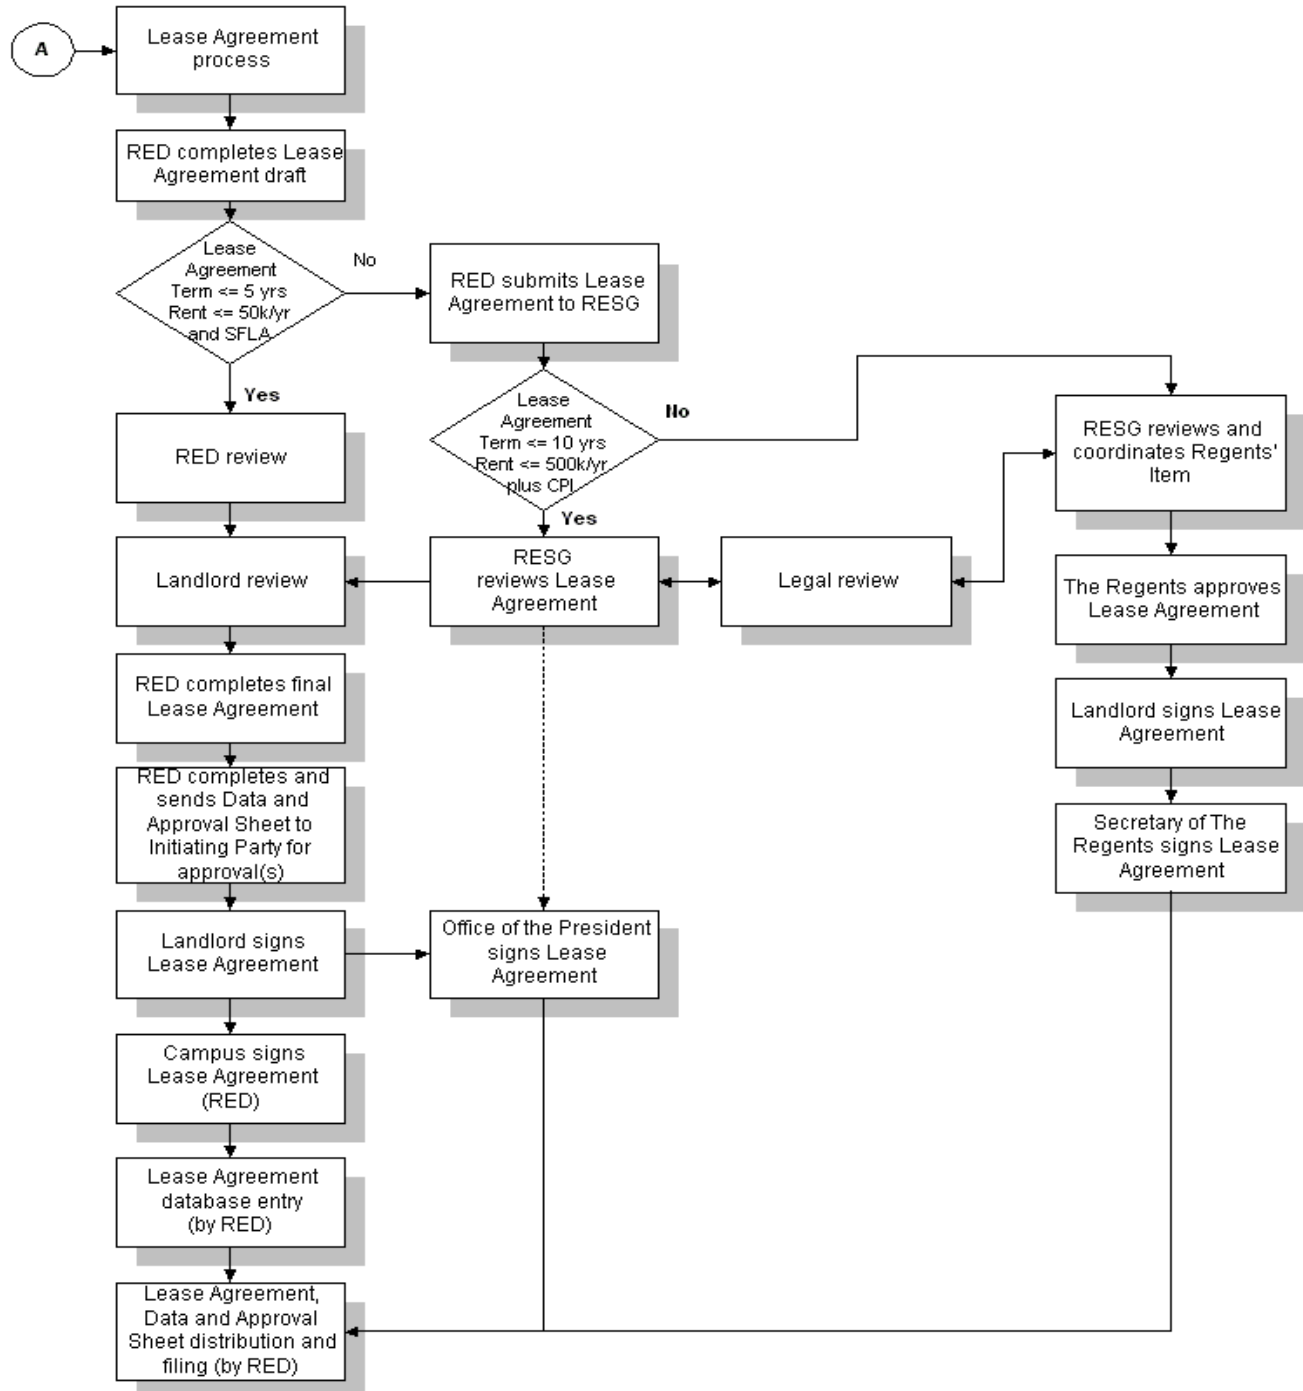 A
Lease Agreement
process
RED completes Lease
Agreement draft
Lease
Agreement
Term <= 5 yrs
Rent <= 50k/yr
and SFLA
No
RED submits Lease
Agreement to RESG
Yes
Lease
Agreement
Term <= 10 yrs
Rent <= 500k/yr
plus CPI
No
RESG reviews and
coordinates Regents'
Item
RED review
Yes
Landlord review
RESG
reviews Lease
Agreement
Legal review
The Regents approves
Lease Agreement
RED completes final
Lease Agreement
Landlord signs Lease
Agreement
RED completes and
sends Data and
Approval Sheet to
Initiating Party for
approval(s)
Secretary of The
Regents signs Lease
Agreement
Landlord signs
Lease Agreement
Office of the President
signs Lease
Agreement
Campus signs
Lease Agreement
(RED)
Lease Agreement
database entry
(by RED)
Lease Agreement,
Data and Approval
Sheet distribution and
filing (by RED)